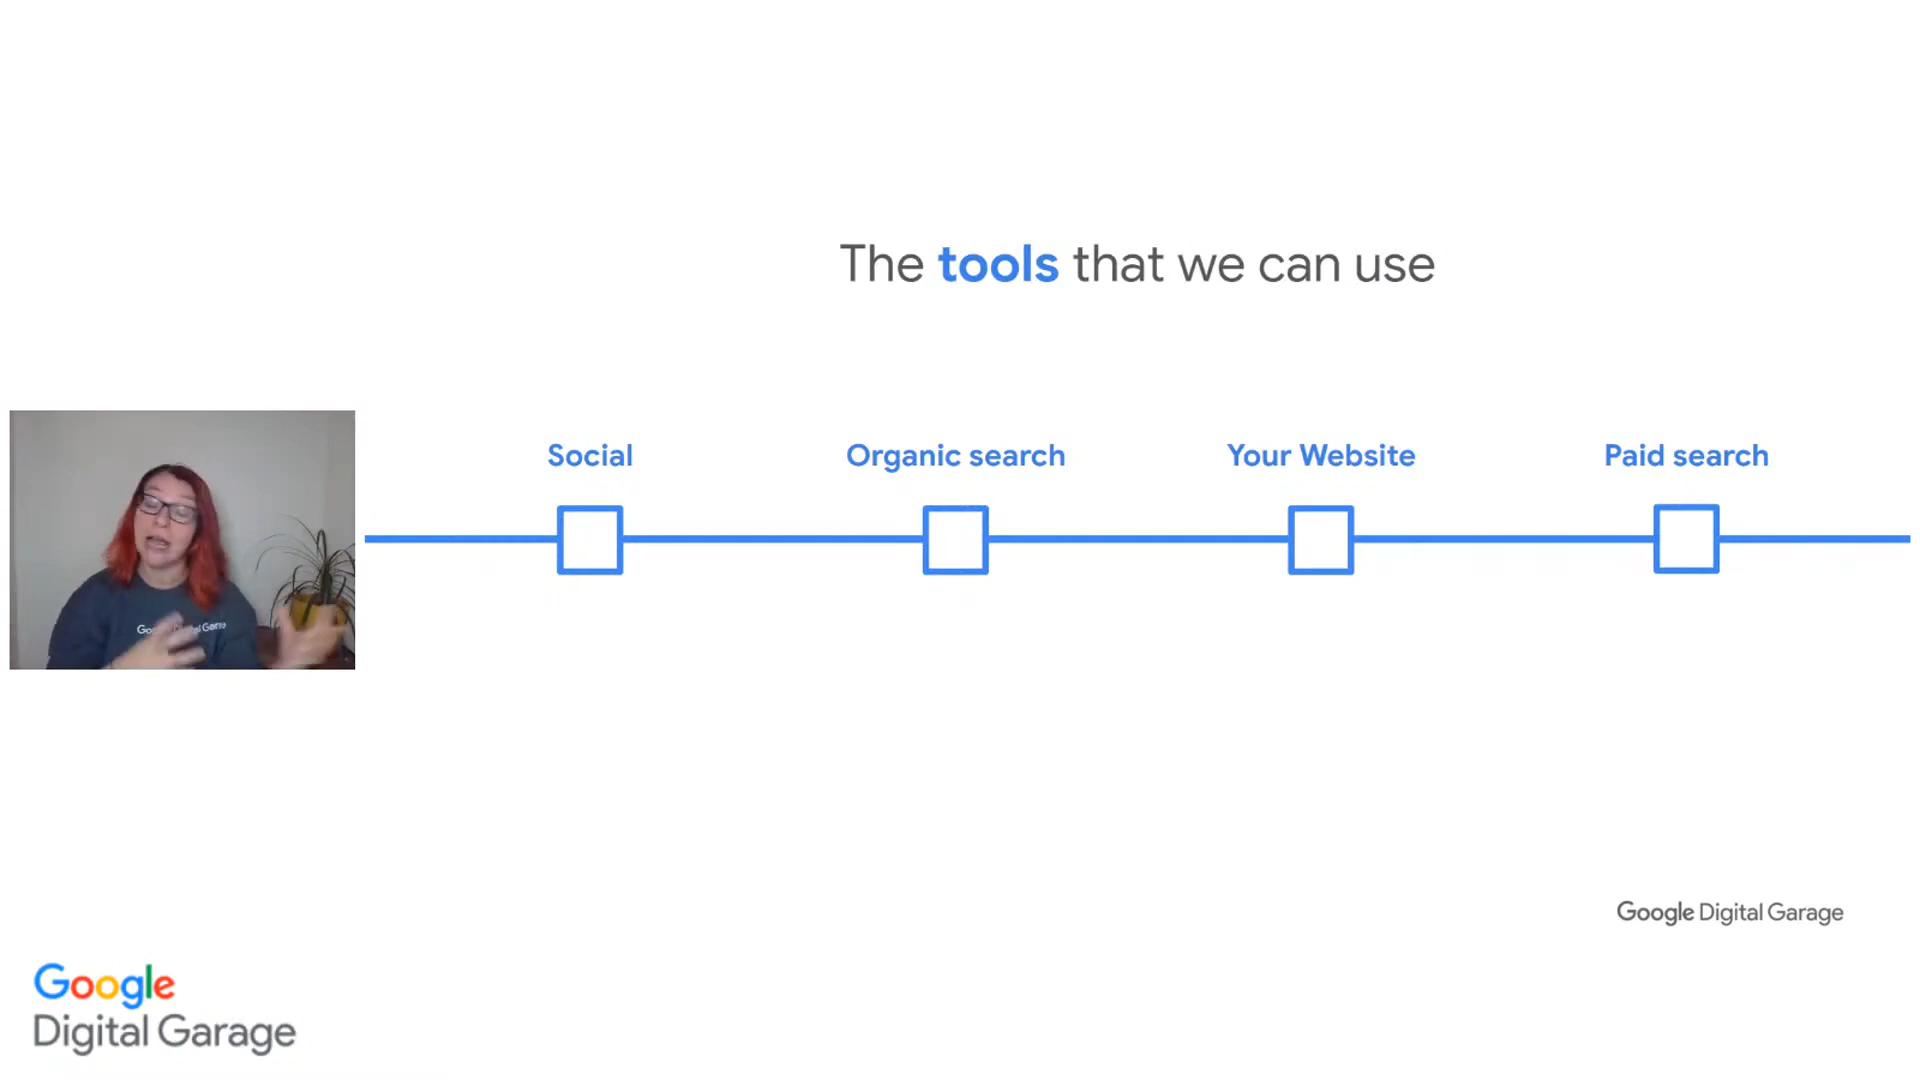 The tools that we can use
Social
Organic search
Your Website
Paid search
Google Digital Garage
Google
Digital Garage